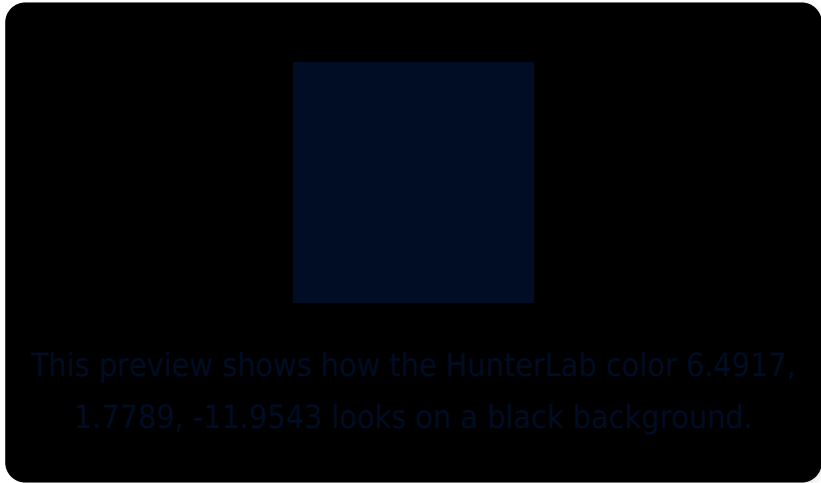 This preview shows how the HunterLab color 6.4917,
1.7789, -11.9543 looks on a black background.